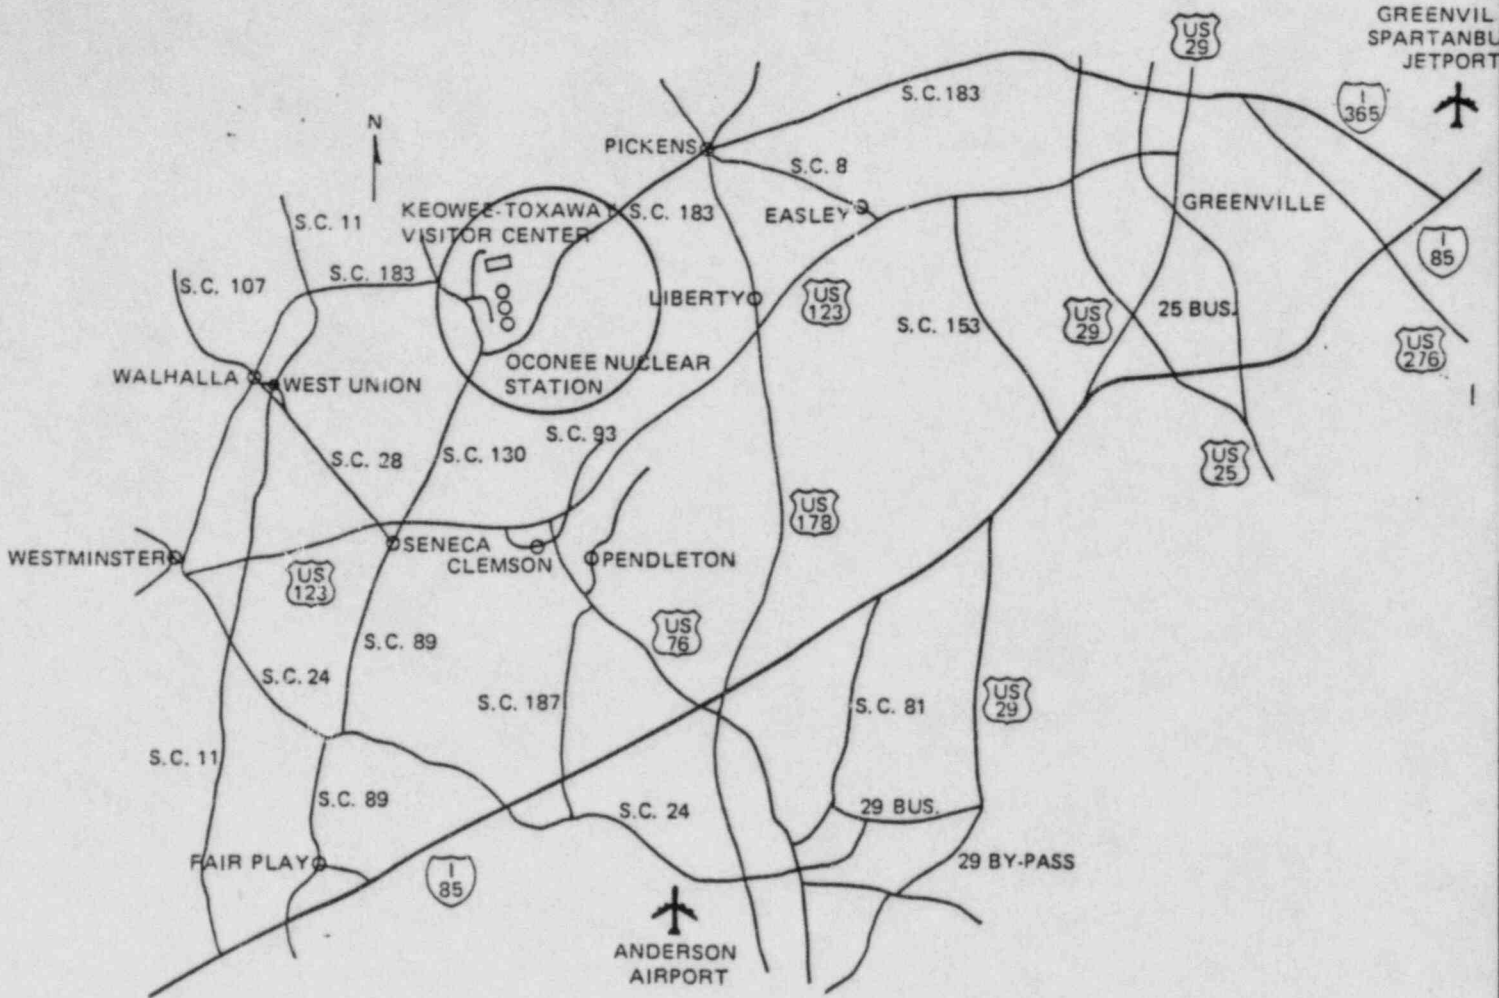 GREENVIL
SPARTANBU
JETPORT
US
29
S.C. 183
I
365
N
PICKENS
S.C. 8
KEOWEE-TOXAWAY
VISITOR CENTER
S.C. 183
EASLEY
GREENVILLE
S.C. 11
S.C. 183
S.C. 107
I
85
LIBERTY
US
123
S.C. 153
US
29
25 BUS.
US
276
OCONEE NUCLEAR
STATION
WALHALLA
WEST UNION
S.C. 93
S.C. 28
S.C. 130
US
25
US
178
SENECA
CLEMSON
WESTMINSTER
PENDLETON
US
123
S.C. 89
US
76
S.C. 24
S.C. 187
S.C. 81
US
29
S.C. 11
S.C. 89
S.C. 24
29 BUS.
FAIR PLAY
I
85
29 BY-PASS
ANDERSON
AIRPORT